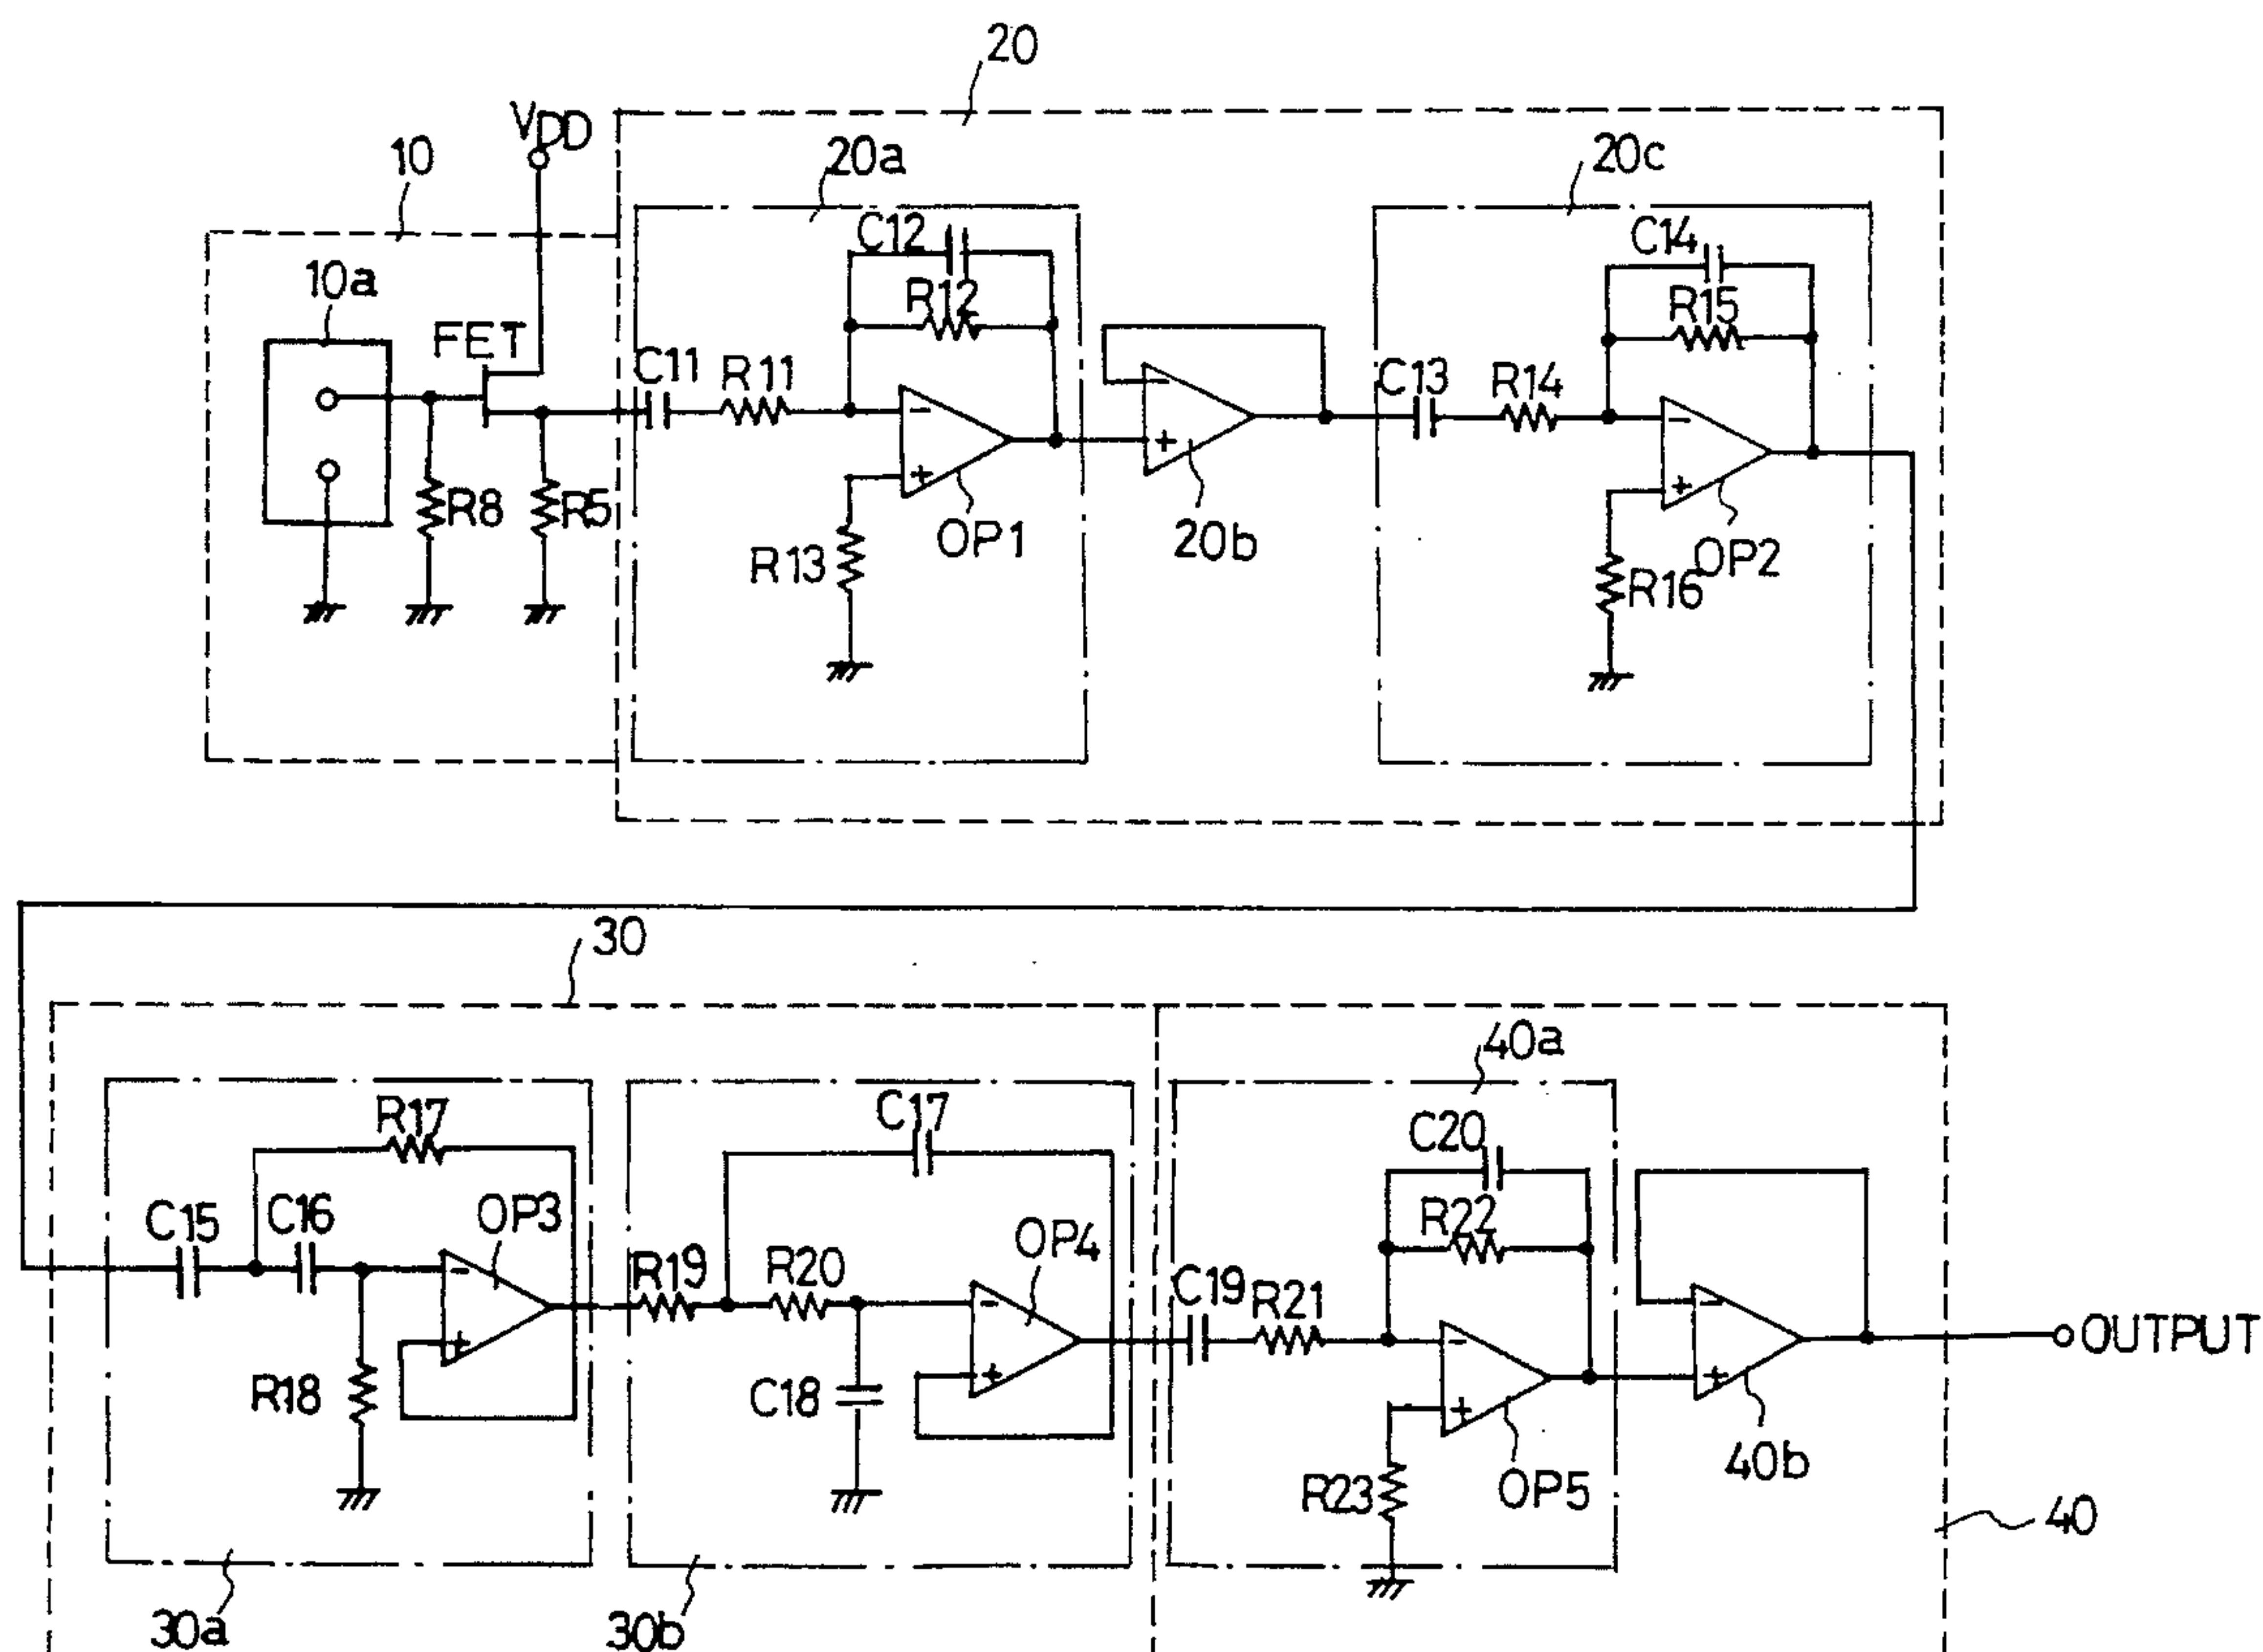 20
VDD
10
20a
20c
10a
C12
C14
R12
R15
FET
C11
R11
C13
R14
-
-
-
+
+
+
R8
R5
R13
OP1
20b
R16
OP2
30
40a
R17
C17
C20
C15
C16
OP3
R22
R19
R20
OP4
C19
R21
-
-
-
-
OUTPUT
+
+
+
+
R18
C18
R23
OP5
40b
40
30a
30b